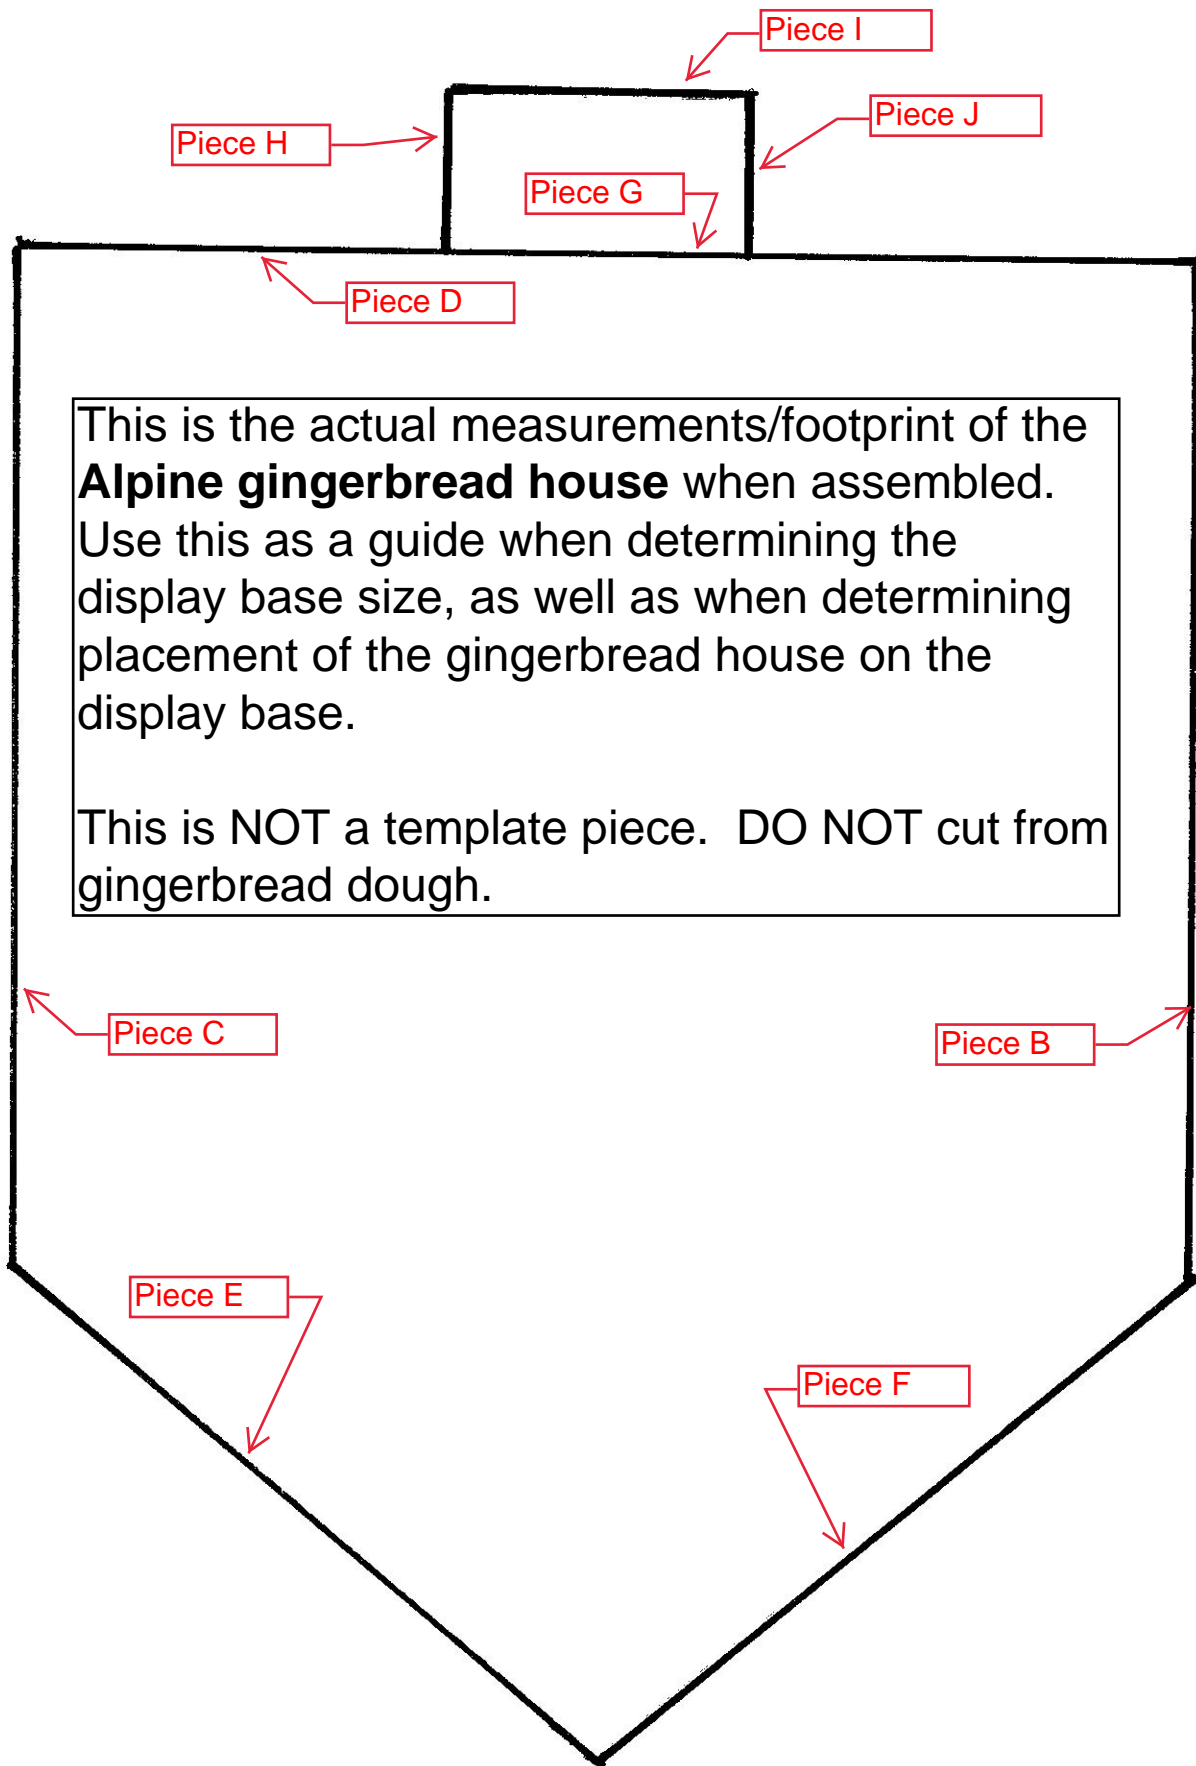 Piece I
Piece J
Piece H
Piece G
Piece D
This is the actual measurements/footprint of the
Alpine gingerbread house when assembled.
Use this as a guide when determining the
display base size, as well as when determining
placement of the gingerbread house on the
display base.
This is NOT a template piece.  DO NOT cut from
gingerbread dough.
Piece C
Piece B
Piece E
Piece F